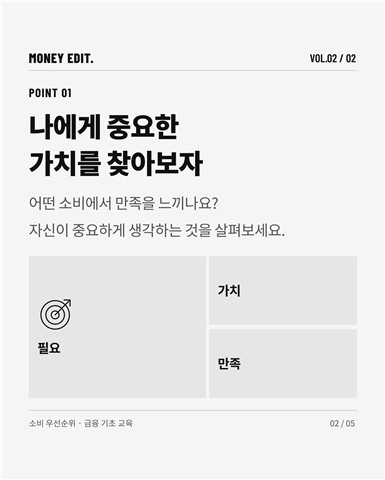 MONEY EDIT.
VOL.02 / 02
POINT 01
나에게 중요한
가치를 찾아보자
어떤 소비에서 만족을 느끼나요?
자신이 중요하게 생각하는 것을 살펴보세요.
필요
가치
만족
소비 우선순위 · 금융 기초 교육
02 / 05